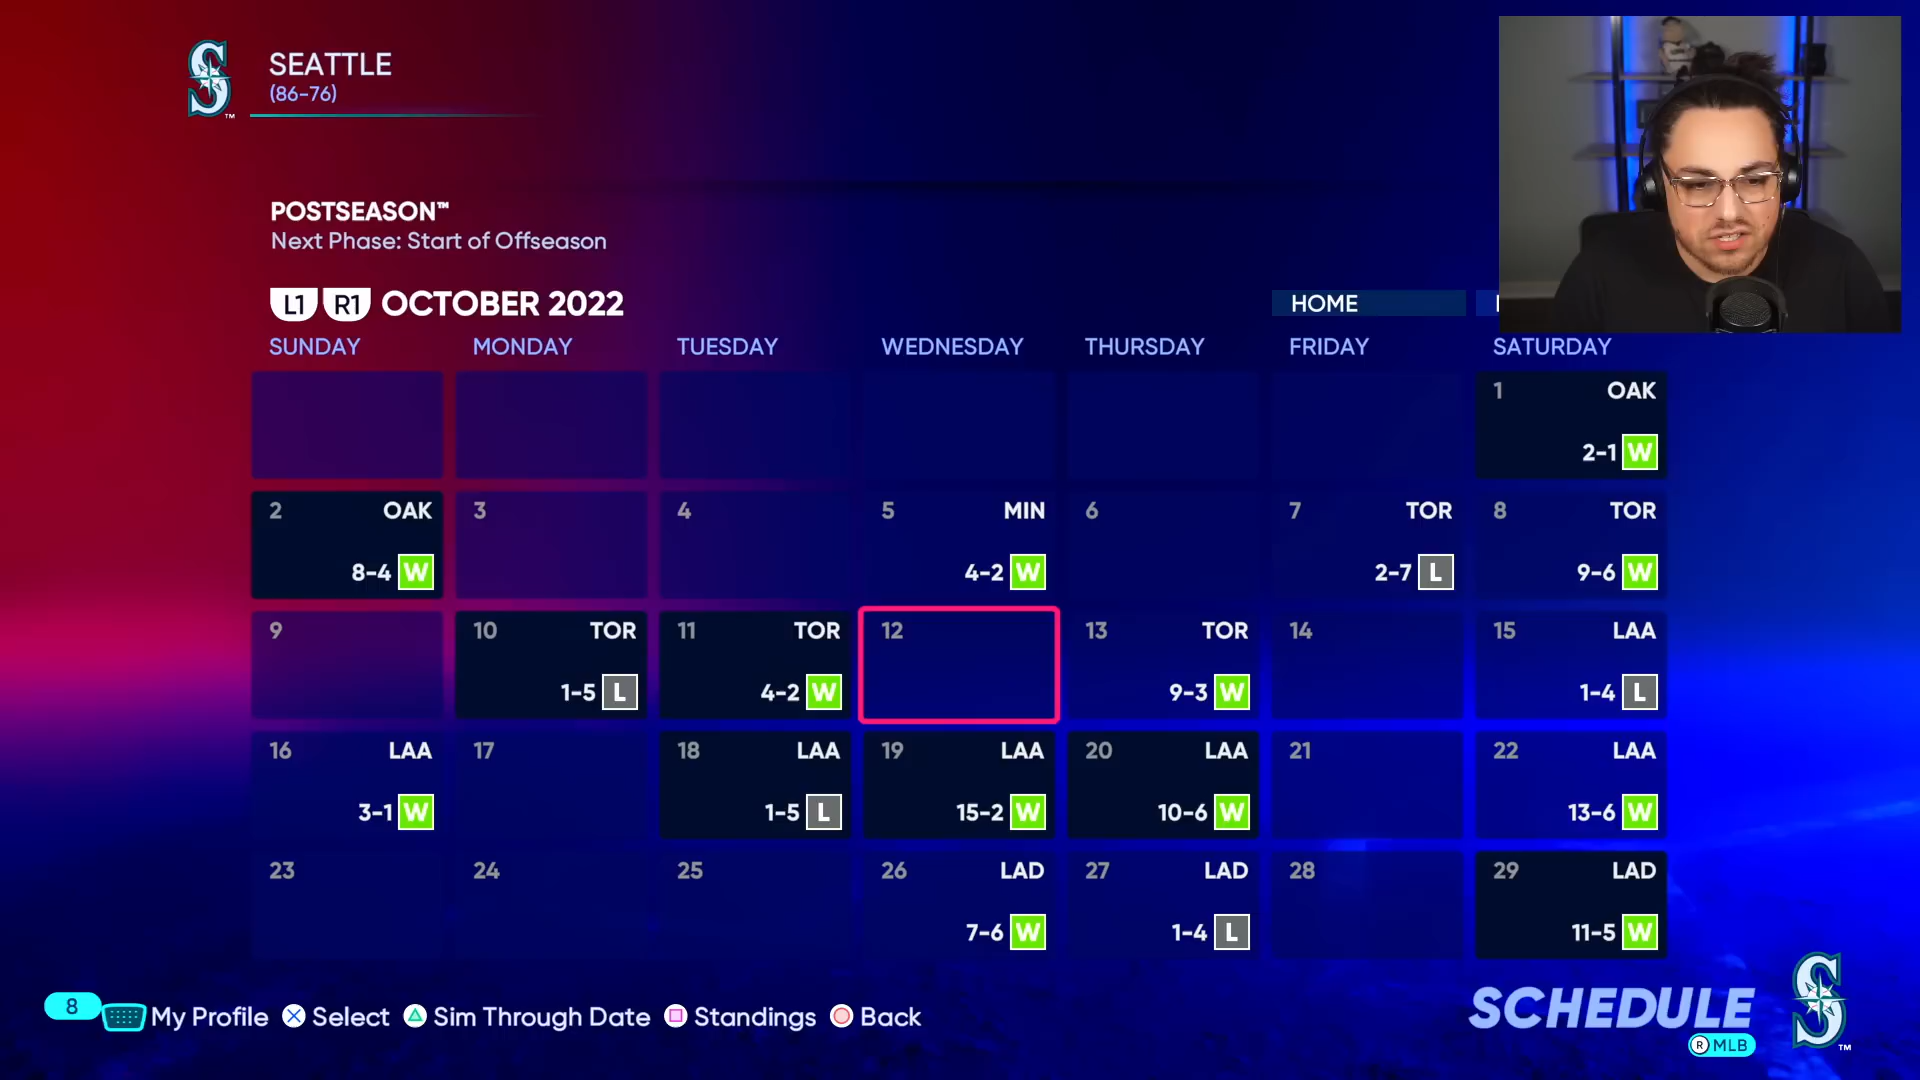 SEATTLE
(86-76)
POSTSEASON™
Next Phase: Start of Offseason
L1 R1 OCTOBER 2022
HOME
SUNDAY MONDAY TUESDAY WEDNESDAY THURSDAY FRIDAY SATURDAY
1 OAK
2-1 W
2 OAK 3 4 5 MIN 6 7 TOR 8 TOR
8-4 W 4-2 W 2-7 L 9-6 W
9 10 TOR 11 TOR 12 13 TOR 14 15 LAA
1-5 L 4-2 W 9-3 W 1-4 L
16 LAA 17 18 LAA 19 LAA 20 LAA 21 22 LAA
3-1 W 1-5 L 15-2 W 10-6 W 13-6 W
23 24 25 26 LAD 27 LAD 28 29 LAD
7-6 W 1-4 L 11-5 W
8 My Profile Select Sim Through Date Standings Back
SCHEDULE
R MLB